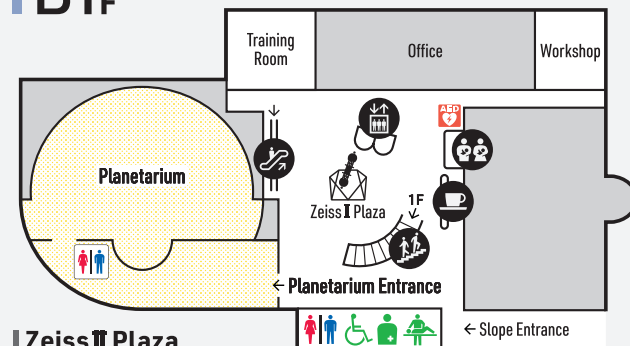 B1F
Training
Room
Office
Workshop
AED
Planetarium
Zeiss II Plaza
1F
← Planetarium Entrance
← Slope Entrance
Zeiss II Plaza